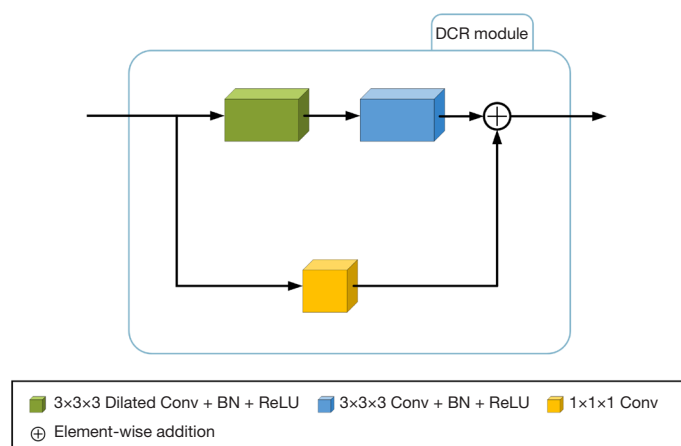 DCR module
3×3×3 Dilated Conv + BN + ReLU 3×3×3 Conv + BN + ReLU 1×1×1 Conv
Element-wise addition